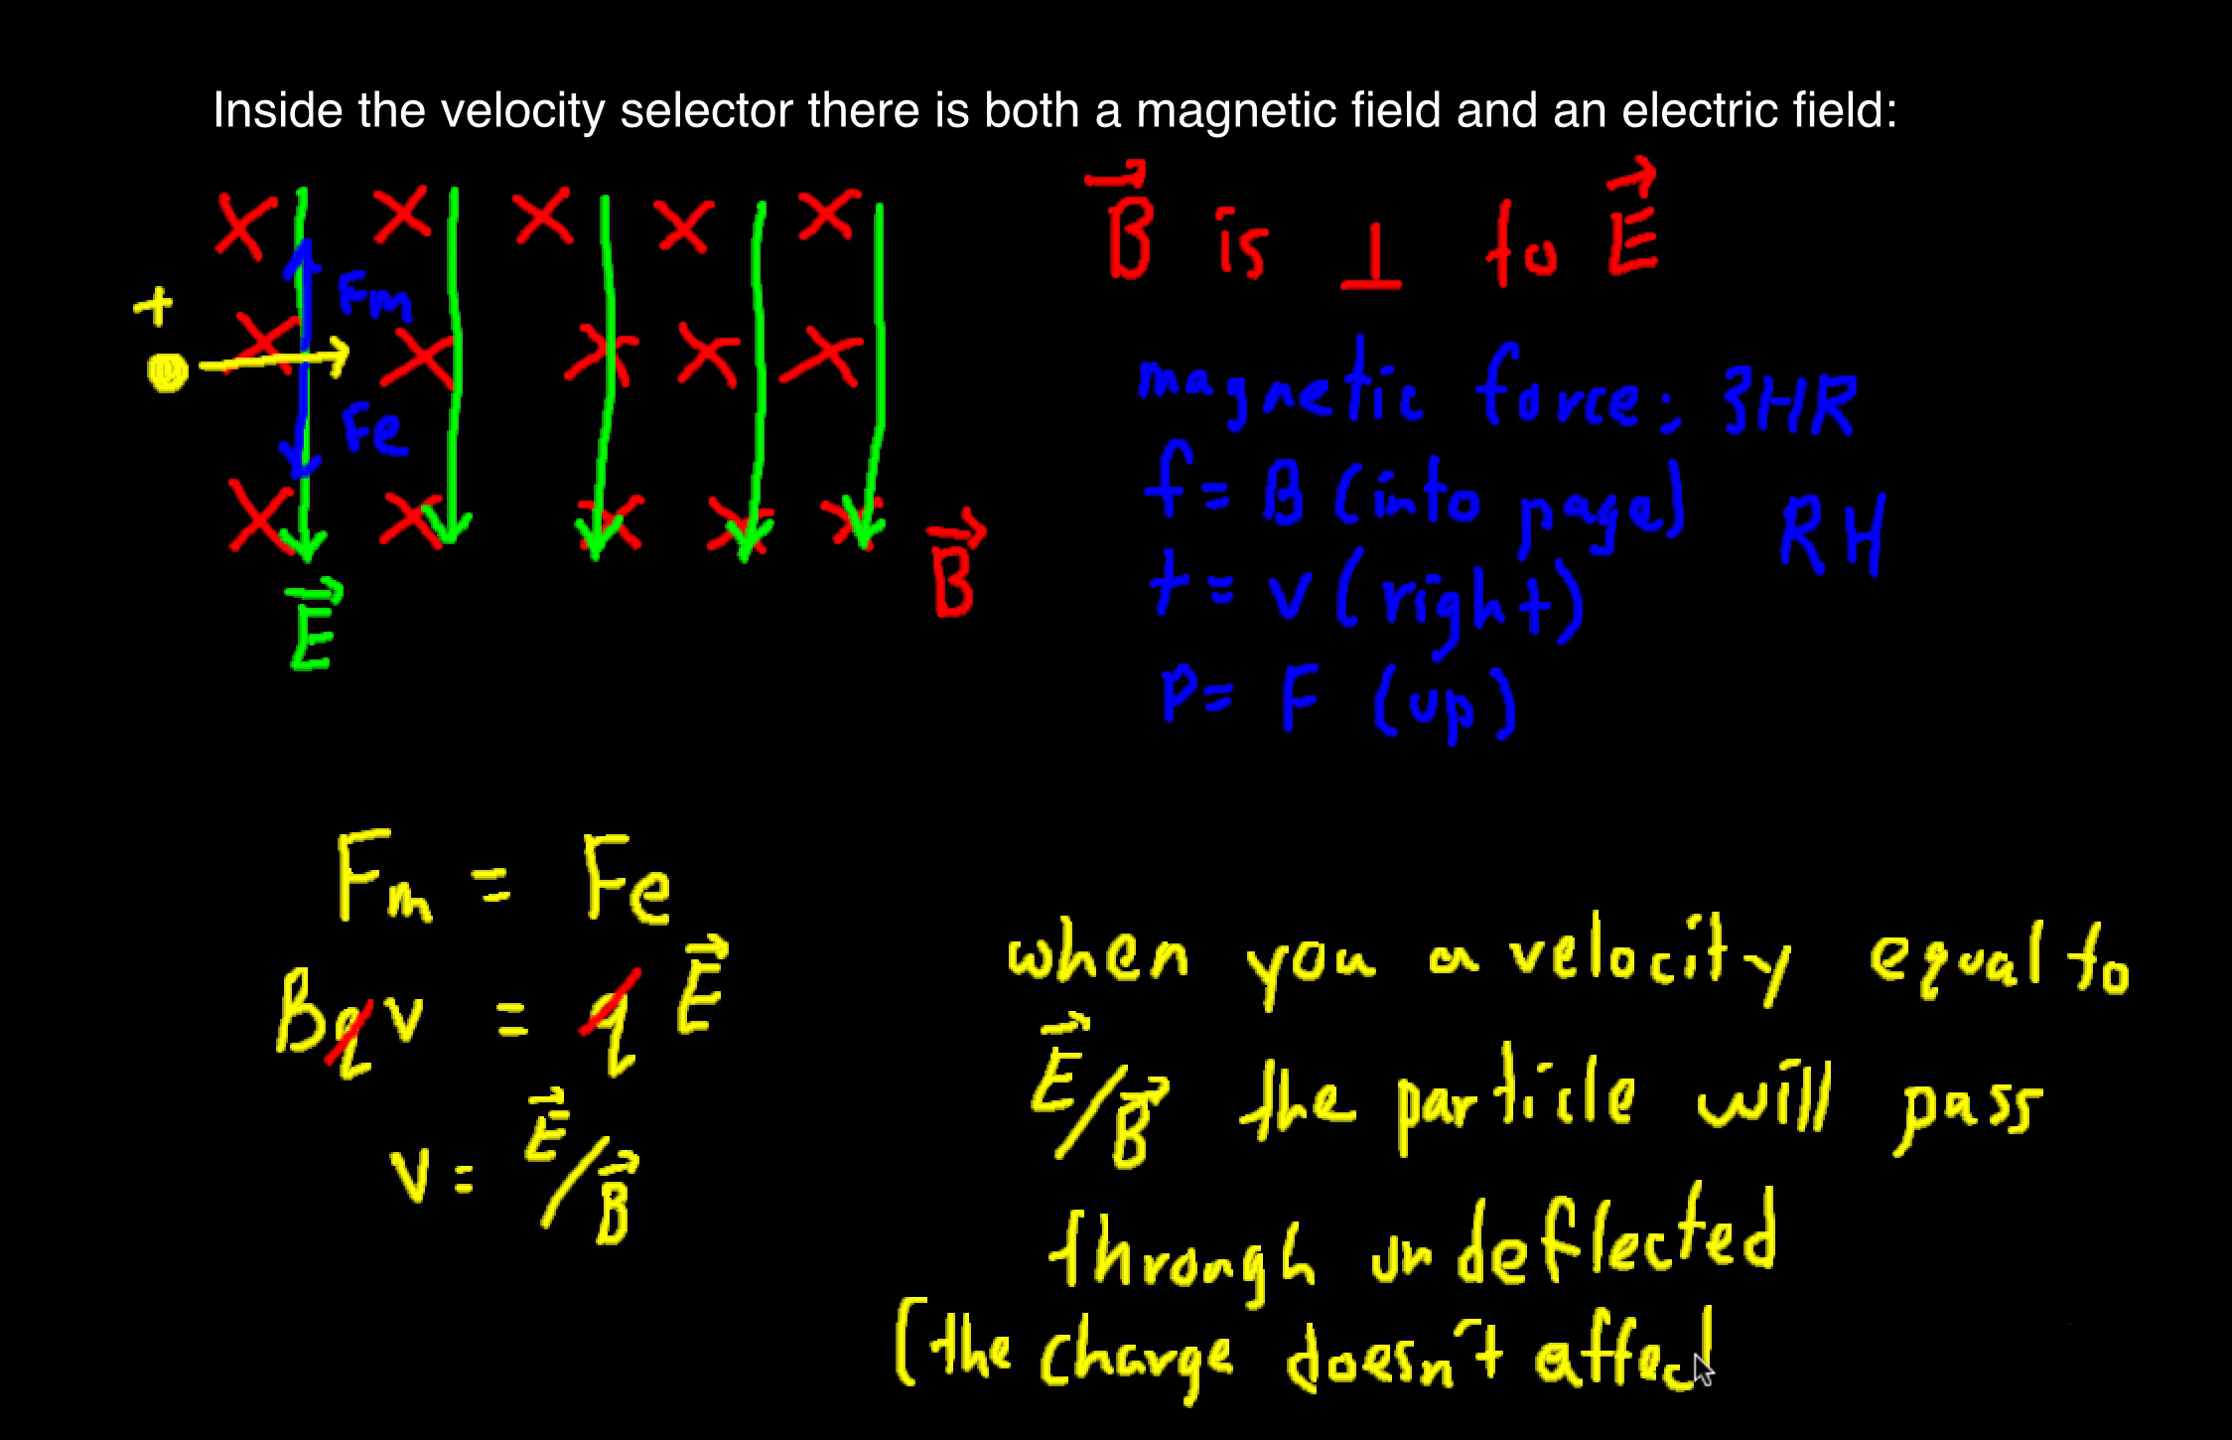 Inside the velocity selector there is both a magnetic field and an electric field:
B is ⊥ to E
+
Fm
Fe
E
B
magnetic force: 3HR
f = B (into page) RH
t = v (right)
p = F (up)
Fm = Fe
Bqv = qE
v = E/B
when you a velocity equal to
E/B the particle will pass
through undeflected
(the charge doesn't affect